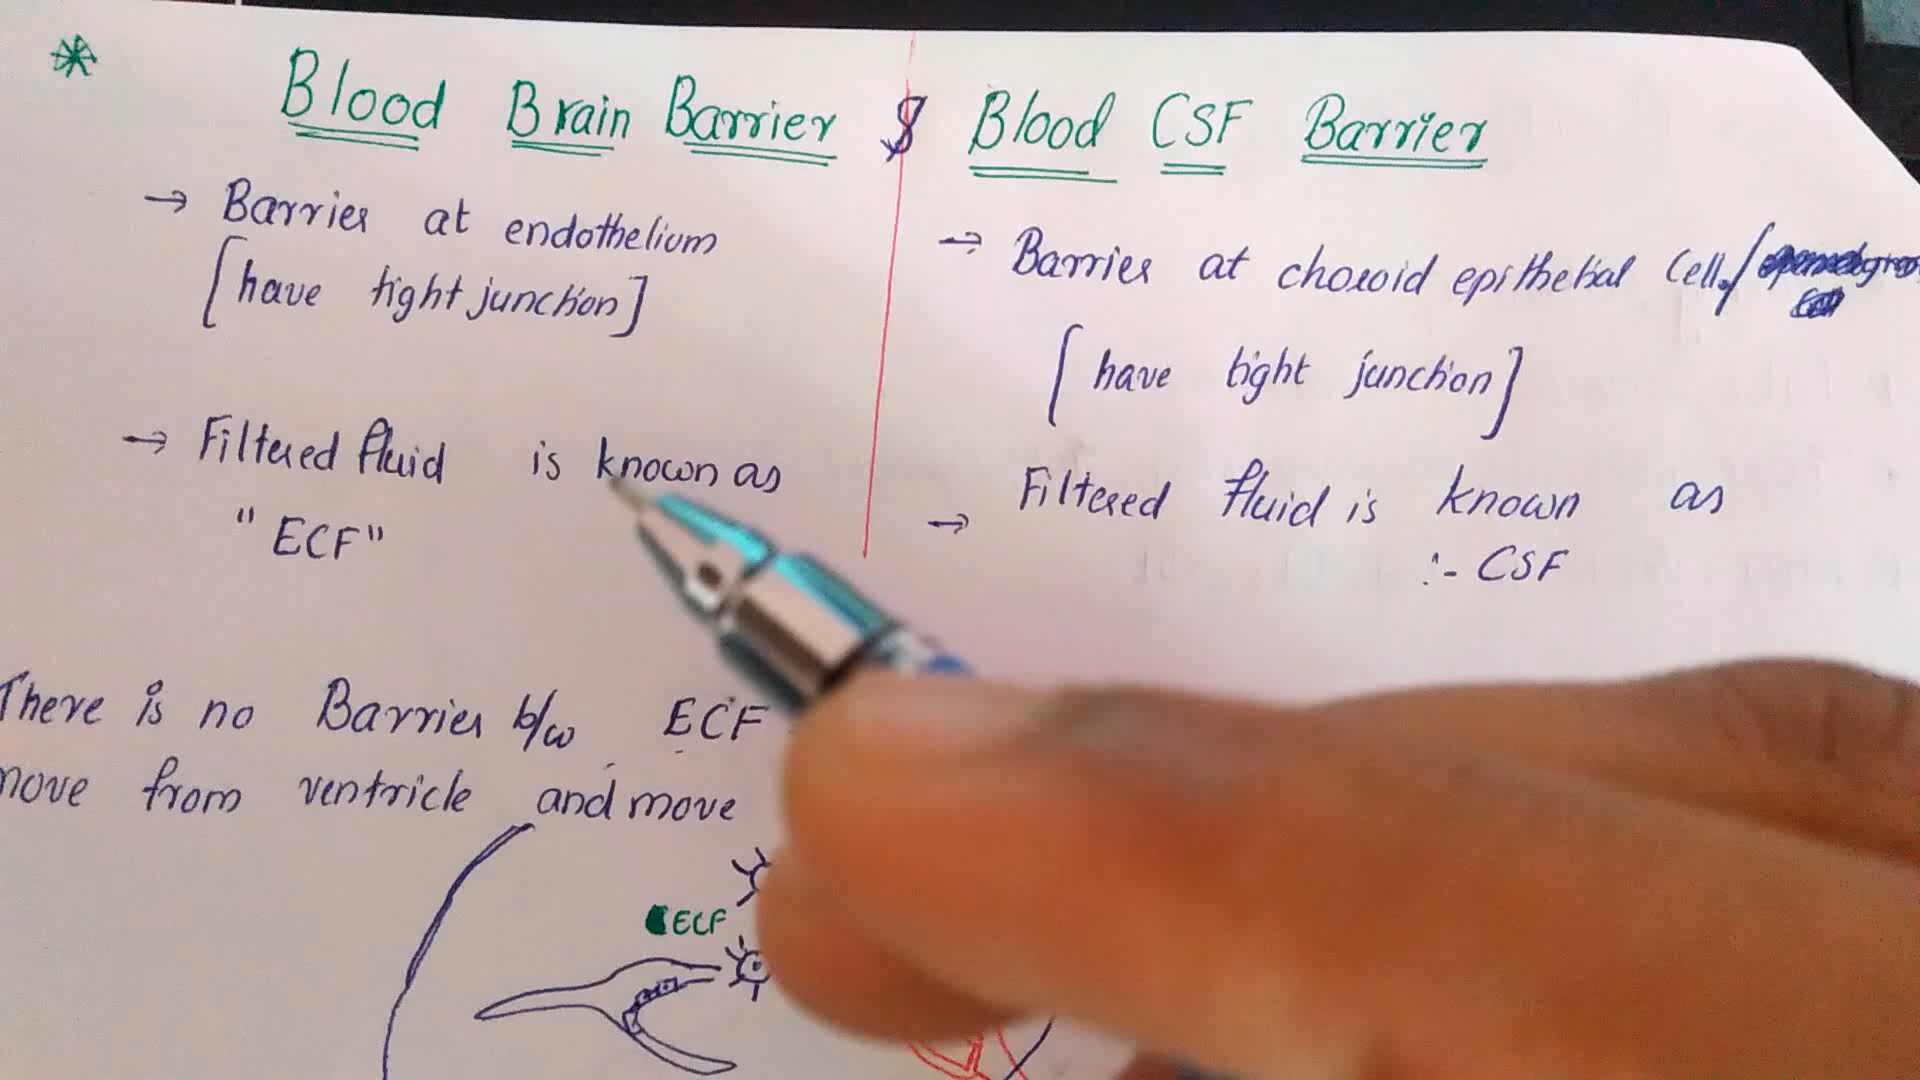 Blood Brain Barrier & Blood CSF Barrier
→ Barrier at endothelium
[have tight junction]
→ Filtered fluid is known as
"ECF"
→ Barrier at choroid epithelial cell./
[have tight junction]
→ Filtered fluid is known as
:- CSF
There is no Barrier b/w ECF
move from ventricle and move
ECF